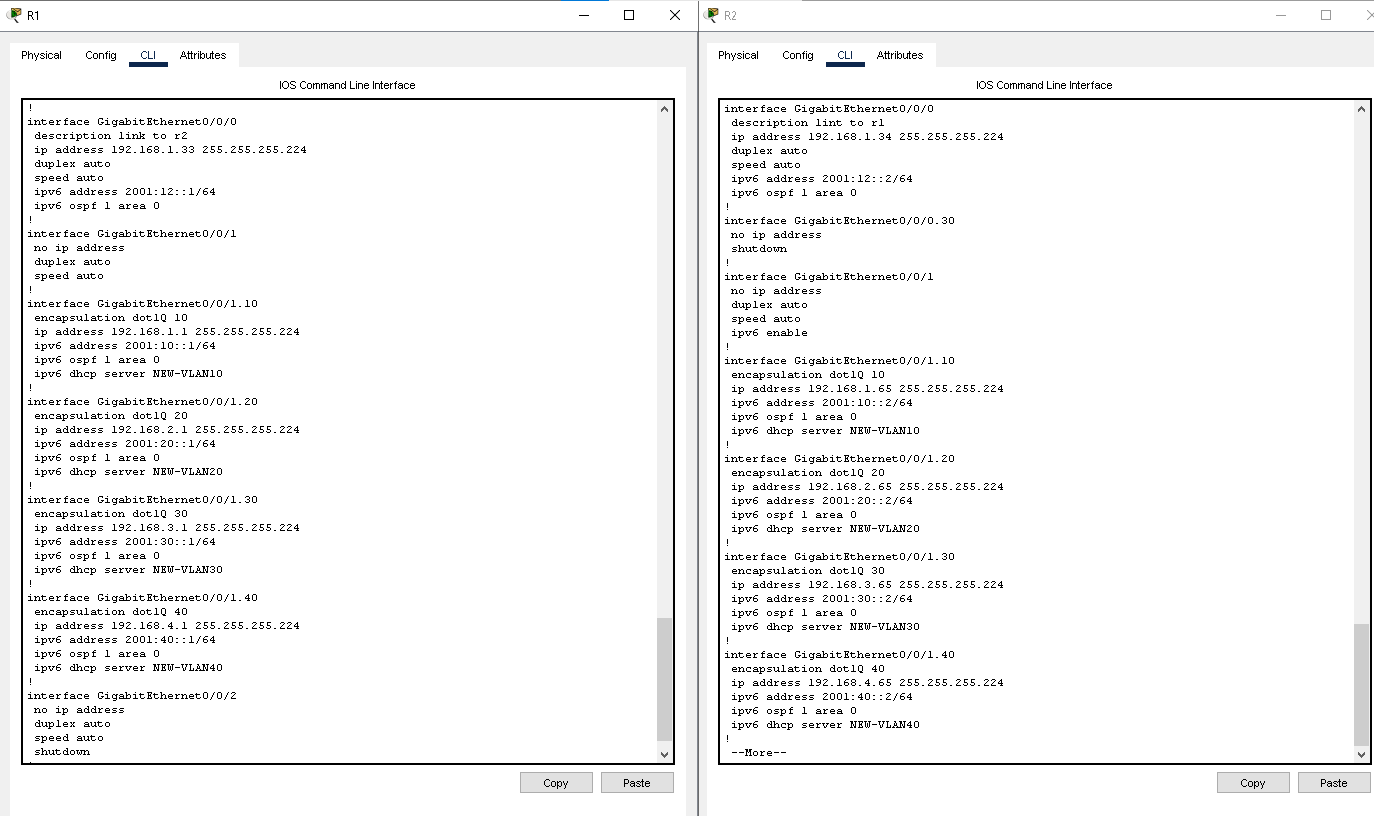 R1
Physical Config CLI Attributes
IOS Command Line Interface
!
interface GigabitEthernet0/0/0
description link to r2
ip address 192.168.1.33 255.255.255.224
duplex auto
speed auto
ipv6 address 2001:12::1/64
ipv6 ospf 1 area 0
!
interface GigabitEthernet0/0/1
no ip address
duplex auto
speed auto
!
interface GigabitEthernet0/0/1.10
encapsulation dot1Q 10
ip address 192.168.1.1 255.255.255.224
ipv6 address 2001:10::1/64
ipv6 ospf 1 area 0
ipv6 dhcp server NEW-VLAN10
!
interface GigabitEthernet0/0/1.20
encapsulation dot1Q 20
ip address 192.168.2.1 255.255.255.224
ipv6 address 2001:20::1/64
ipv6 ospf 1 area 0
ipv6 dhcp server NEW-VLAN20
!
interface GigabitEthernet0/0/1.30
encapsulation dot1Q 30
ip address 192.168.3.1 255.255.255.224
ipv6 address 2001:30::1/64
ipv6 ospf 1 area 0
ipv6 dhcp server NEW-VLAN30
!
interface GigabitEthernet0/0/1.40
encapsulation dot1Q 40
ip address 192.168.4.1 255.255.255.224
ipv6 address 2001:40::1/64
ipv6 ospf 1 area 0
ipv6 dhcp server NEW-VLAN40
!
interface GigabitEthernet0/0/2
no ip address
duplex auto
speed auto
shutdown
Copy Paste
R2
Physical Config CLI Attributes
IOS Command Line Interface
interface GigabitEthernet0/0/0
description lint to r1
ip address 192.168.1.34 255.255.255.224
duplex auto
speed auto
ipv6 address 2001:12::2/64
ipv6 ospf 1 area 0
!
interface GigabitEthernet0/0/0.30
no ip address
shutdown
!
interface GigabitEthernet0/0/1
no ip address
duplex auto
speed auto
ipv6 enable
!
interface GigabitEthernet0/0/1.10
encapsulation dot1Q 10
ip address 192.168.1.65 255.255.255.224
ipv6 address 2001:10::2/64
ipv6 ospf 1 area 0
ipv6 dhcp server NEW-VLAN10
!
interface GigabitEthernet0/0/1.20
encapsulation dot1Q 20
ip address 192.168.2.65 255.255.255.224
ipv6 address 2001:20::2/64
ipv6 ospf 1 area 0
ipv6 dhcp server NEW-VLAN20
!
interface GigabitEthernet0/0/1.30
encapsulation dot1Q 30
ip address 192.168.3.65 255.255.255.224
ipv6 address 2001:30::2/64
ipv6 ospf 1 area 0
ipv6 dhcp server NEW-VLAN30
!
interface GigabitEthernet0/0/1.40
encapsulation dot1Q 40
ip address 192.168.4.65 255.255.255.224
ipv6 address 2001:40::2/64
ipv6 ospf 1 area 0
ipv6 dhcp server NEW-VLAN40
!
--More--
Copy Paste